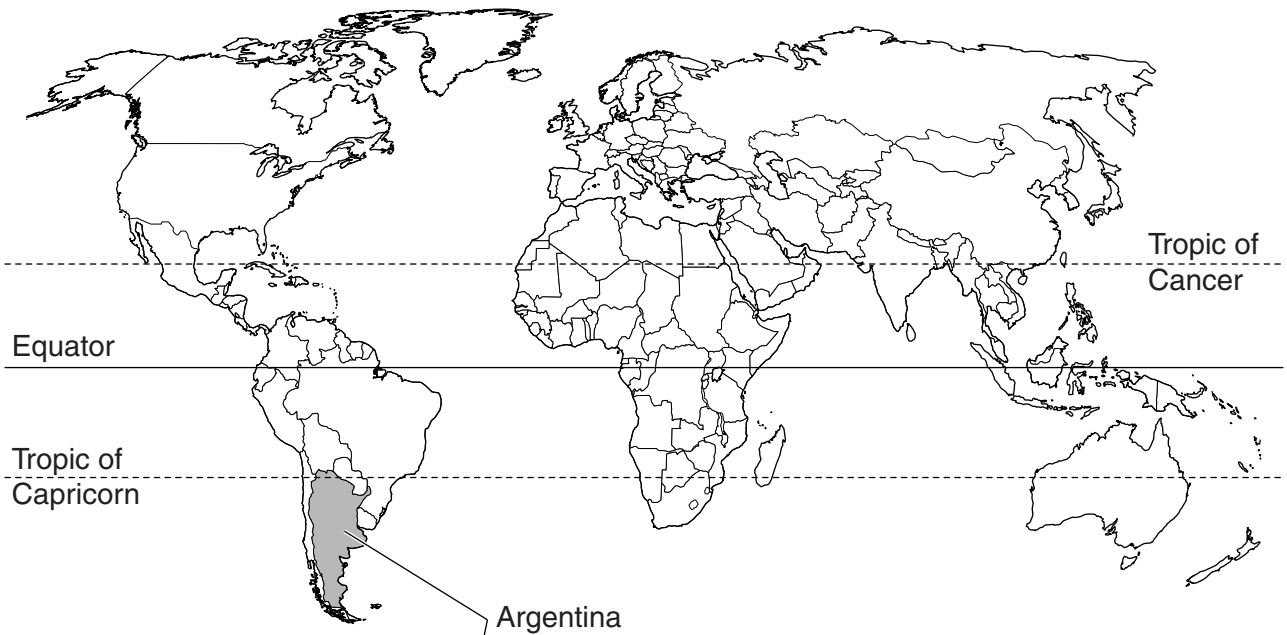 Tropic of
Cancer
Equator
Tropic of
Capricorn
Argentina